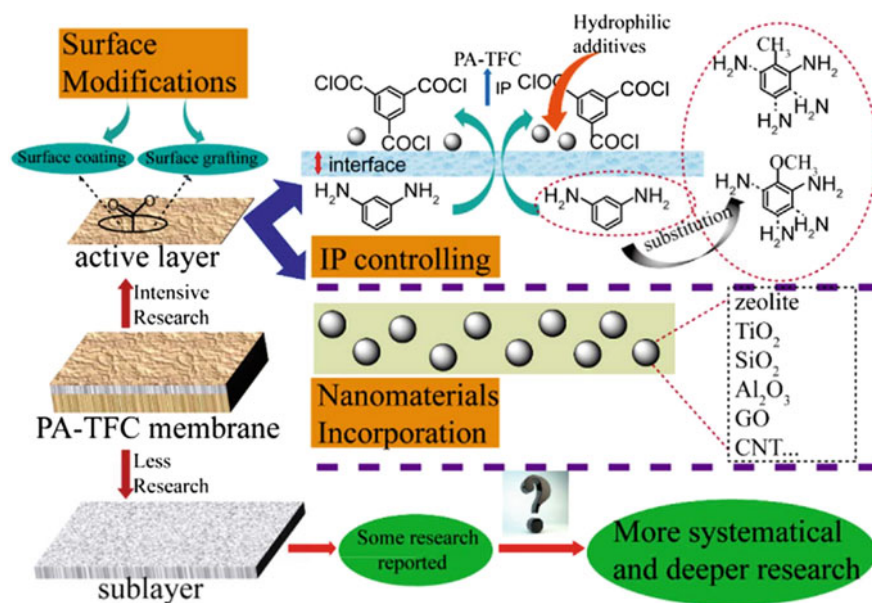 Surface
Modifications
Surface coating
Surface grafting
active layer
Intensive
Research
PA-TFC membrane
Less
Research
sublayer
Hydrophilic
additives
PA-TFC
IP
COCl
ClOC
COCl
ClOC
COCl
COCl
interface
H₂N
NH₂
H₂N
NH₂
substitution
CH₃
H₂N
NH₂
H₂N
H₂N
OCH₃
H₂N
NH₂
H₂N
H₂N
IP controlling
Nanomaterials
Incorporation
zeolite
TiO₂
SiO₂
Al₂O₃
GO
CNT...
Some research
reported
?
More systematical
and deeper research